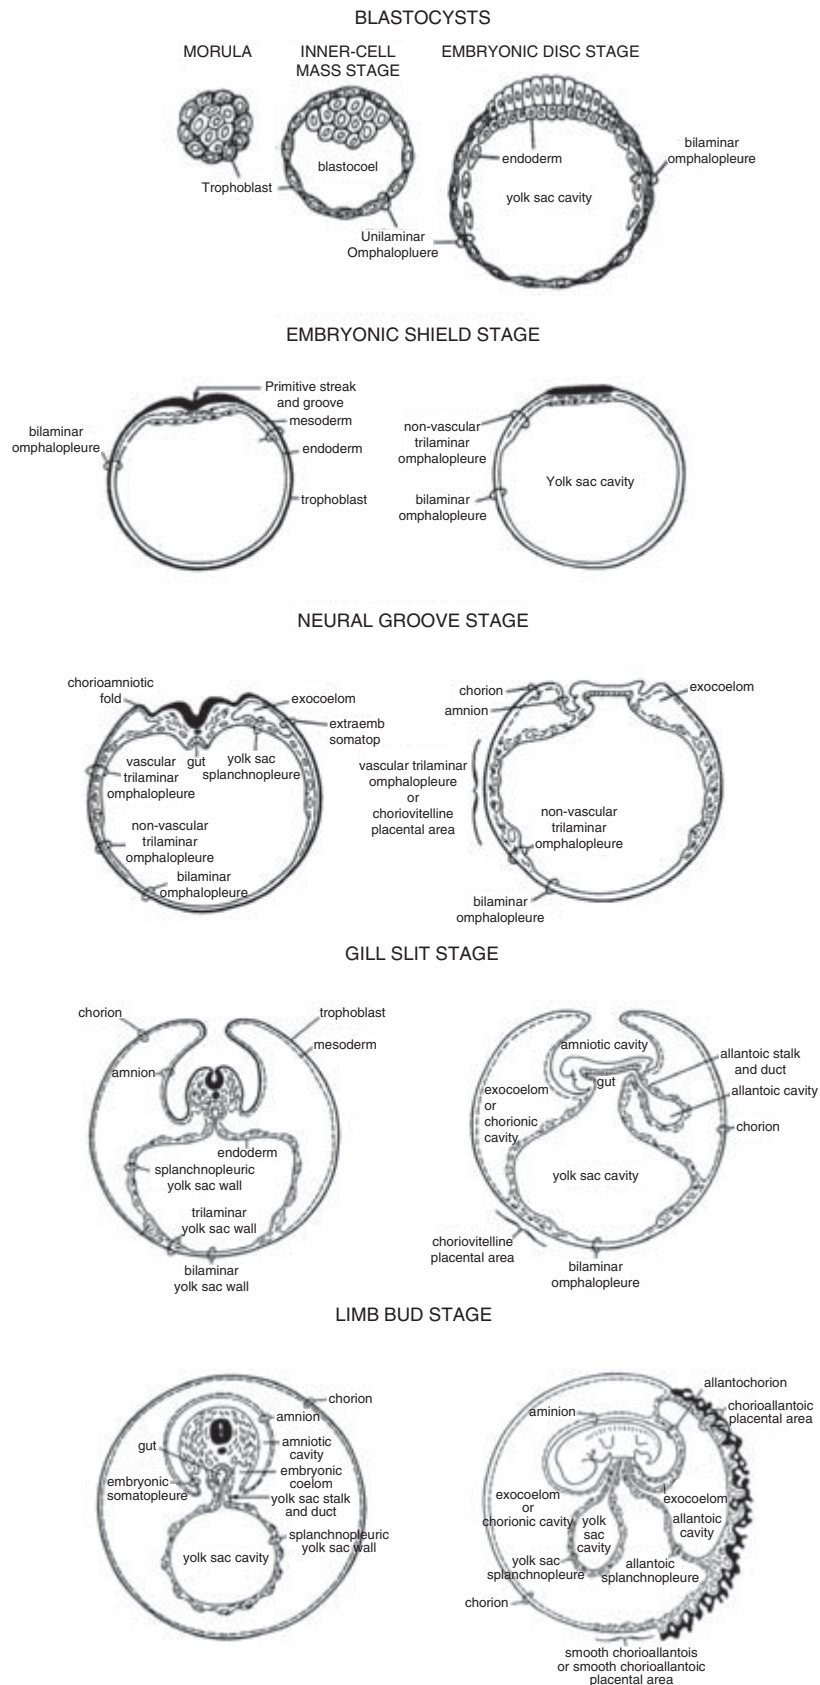 BLASTOCYSTS
MORULA
INNER-CELL
MASS STAGE
EMBRYONIC DISC STAGE
Trophoblast
blastocoel
Unilaminar
Omphalopluere
endoderm
yolk sac cavity
bilaminar
omphalopleure
EMBRYONIC SHIELD STAGE
bilaminar
omphalopleure
Primitive streak
and groove
mesoderm
endoderm
trophoblast
non-vascular
trilaminar
omphalopleure
bilaminar
omphalopleure
Yolk sac cavity
NEURAL GROOVE STAGE
chorioamniotic
fold
exocoelom
extraemb
somatop
vascular
trilaminar
omphalopleure
gut
yolk sac
splanchnopleure
non-vascular
trilaminar
omphalopleure
bilaminar
omphalopleure
chorion
amnion
exocoelom
vascular trilaminar
omphalopleure
or
choriovitelline
placental area
non-vascular
trilaminar
omphalopleure
bilaminar
omphalopleure
GILL SLIT STAGE
chorion
trophoblast
mesoderm
amnion
endoderm
splanchnopleuric
yolk sac wall
trilaminar
yolk sac wall
bilaminar
yolk sac wall
amniotic cavity
gut
allantoic stalk
and duct
allantoic cavity
exocoelom
or
chorionic
cavity
chorion
yolk sac cavity
choriovitelline
placental area
bilaminar
omphalopleure
LIMB BUD STAGE
chorion
amnion
gut
amniotic
cavity
embryonic
coelom
embryonic
somatopleure
yolk sac stalk
and duct
splanchnopleuric
yolk sac wall
yolk sac cavity
allantochorion
aminion
chorioallantoic
placental area
exocoelom
or
chorionic cavity
exocoelom
yolk
sac
cavity
allantoic
cavity
yolk sac
splanchnopleure
allantoic
splanchnopleure
chorion
smooth chorioallantois
or smooth chorioallantoic
placental area